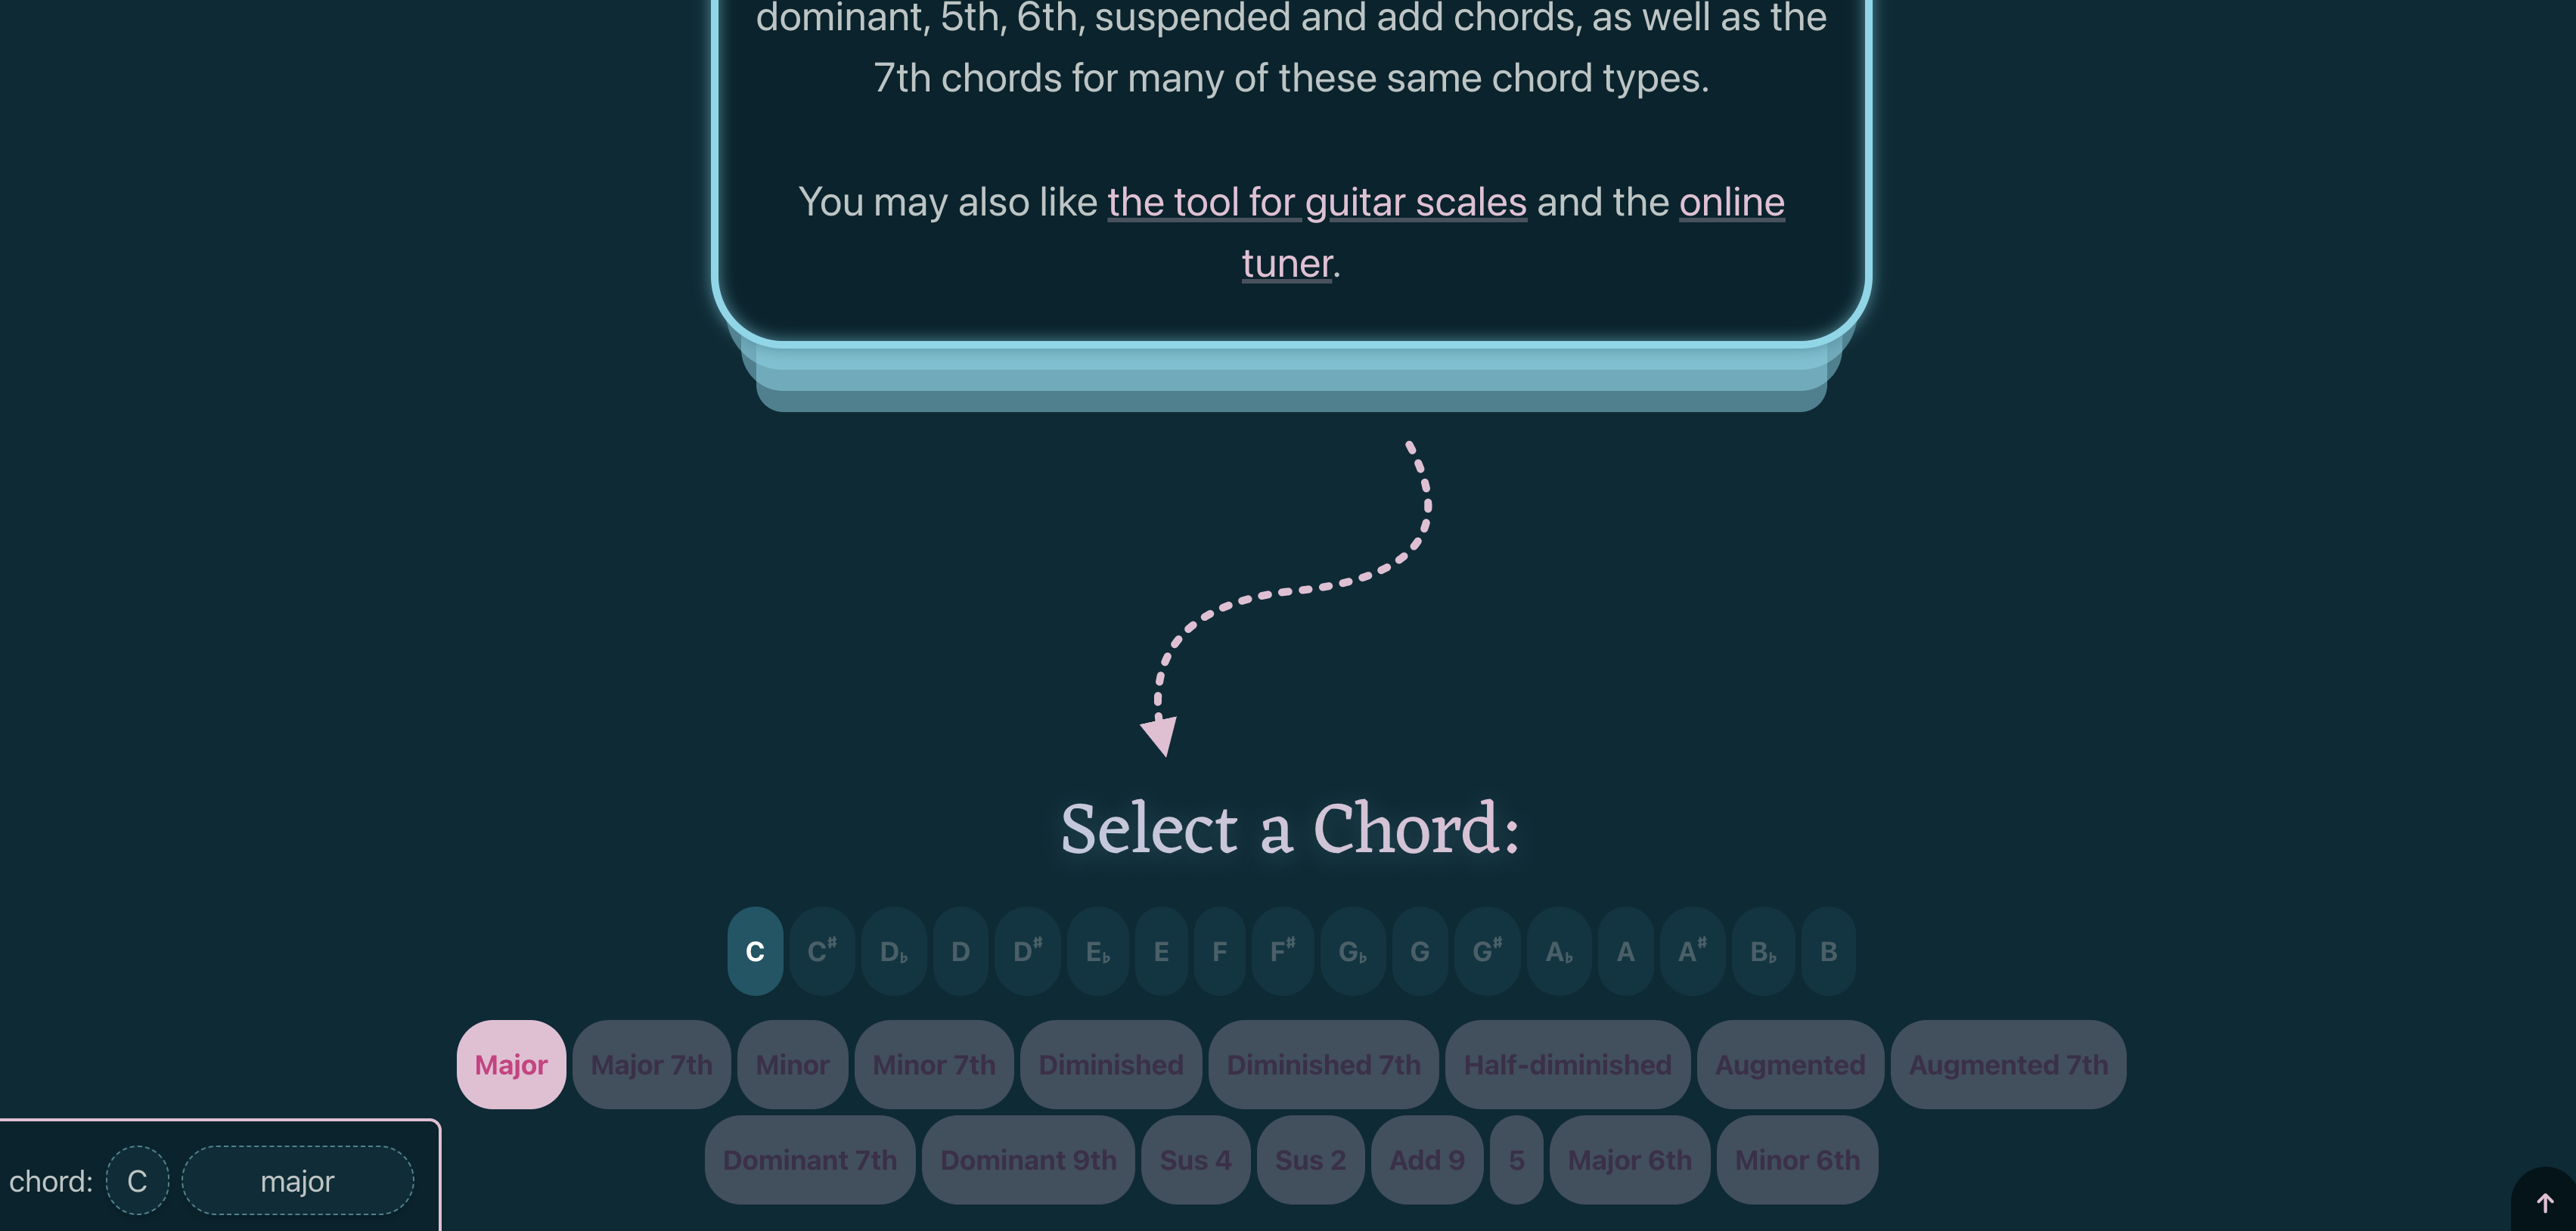 dominant, 5th, 6th, suspended and add chords, as well as the
7th chords for many of these same chord types.
You may also like the tool for guitar scales and the online
tuner.
Select a Chord:
C C♯ D♭ D D♯ E♭ E F F♯ G♭ G G♯ A♭ A A♯ B♭ B
Major Major 7th Minor Minor 7th Diminished Diminished 7th Half-diminished Augmented Augmented 7th
Dominant 7th Dominant 9th Sus 4 Sus 2 Add 9 5 Major 6th Minor 6th
chord: C major